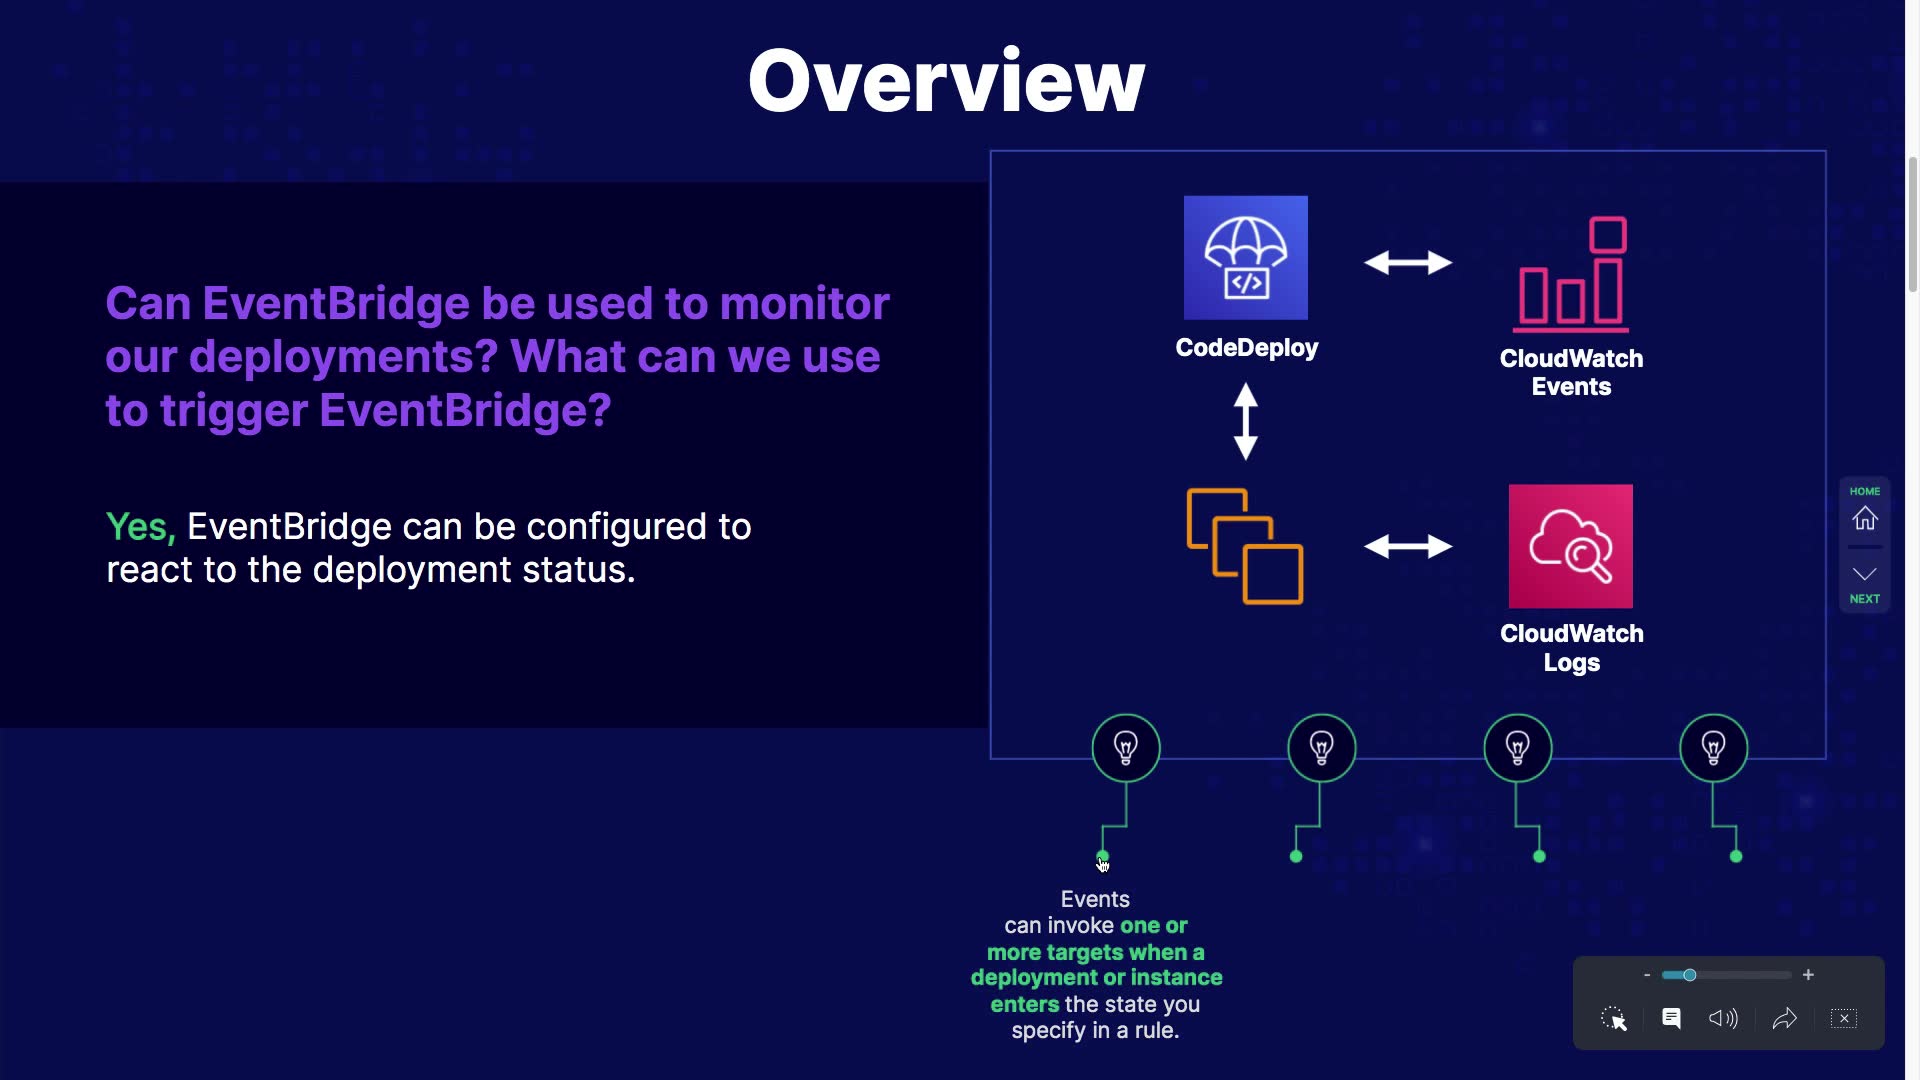 Overview
Can EventBridge be used to monitor
our deployments? What can we use
to trigger EventBridge?
Yes, EventBridge can be configured to
react to the deployment status.
CodeDeploy
CloudWatch
Events
CloudWatch
Logs
HOME
NEXT
Events
can invoke one or
more targets when a
deployment or instance
enters the state you
specify in a rule.
- +